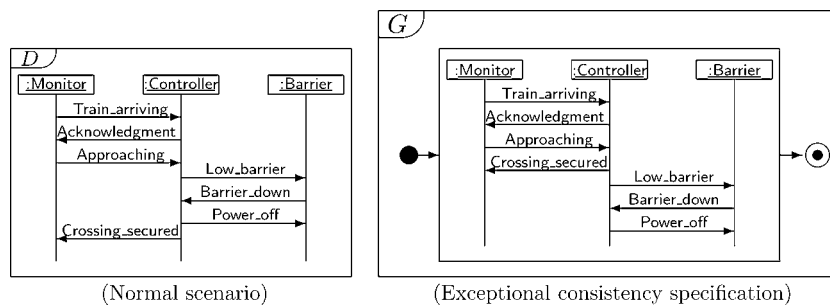 D
:Monitor :Controller :Barrier
Train_arriving
Acknowledgment
Approaching
Low_barrier
Barrier_down
Power_off
Crossing_secured
(Normal scenario)
G
:Monitor :Controller :Barrier
Train_arriving
Acknowledgment
Approaching
Crossing_secured
Low_barrier
Barrier_down
Power_off
(Exceptional consistency specification)